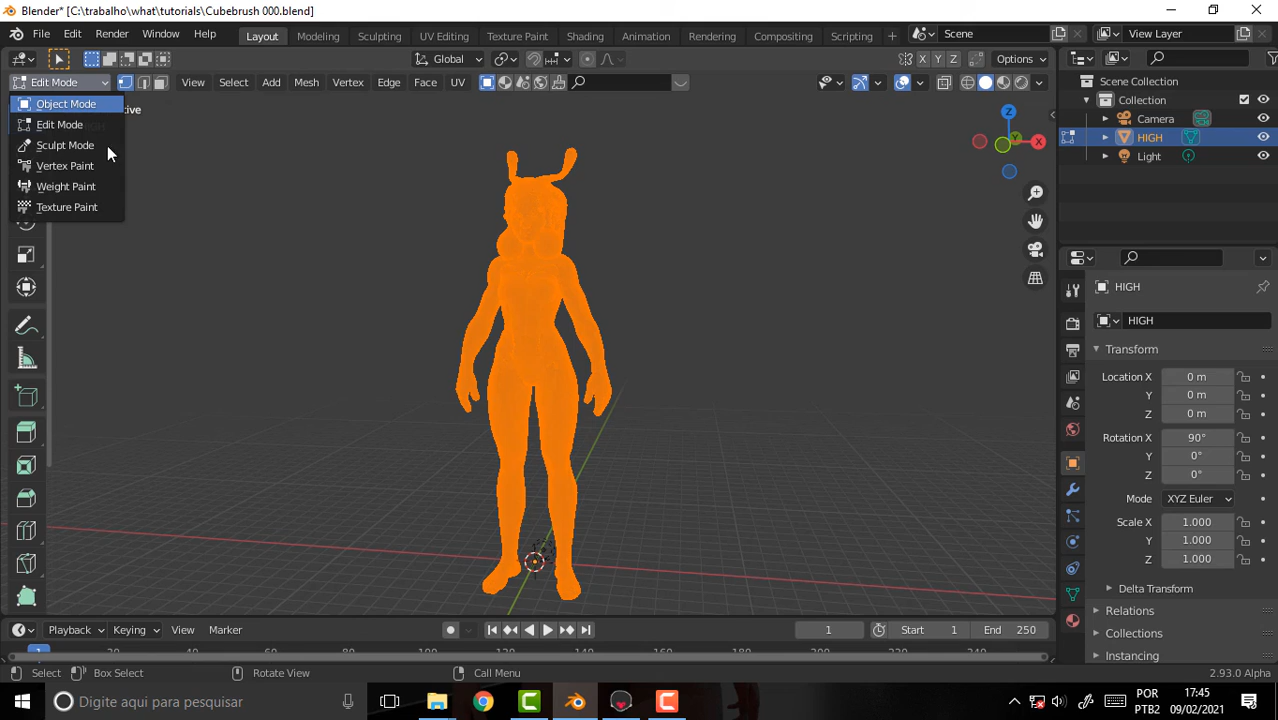 Blender* [C:\trabalho\what\tutorials\Cubebrush 000.blend]
File Edit Render Window Help Layout Modeling Sculpting UV Editing Texture Paint Shading Animation Rendering Compositing Scripting Scene View Layer
Global X Y Z Options
Edit Mode View Select Add Mesh Vertex Edge Face UV
Object Mode
Edit Mode
Sculpt Mode
Vertex Paint
Weight Paint
Texture Paint
Z
Y
X
Scene Collection
Collection
Camera
HIGH
Light
HIGH
HIGH
Transform
Location X 0 m
Y 0 m
Z 0 m
Rotation X 90°
Y 0°
Z 0°
Mode XYZ Euler
Scale X 1.000
Y 1.000
Z 1.000
Delta Transform
Relations
Collections
Instancing
Playback Keying View Marker 1 Start 1 End 250
1 20 120 140
Select Box Select Rotate View Call Menu 2.93.0 Alpha
Digite aqui para pesquisar
POR
PTB2
17:45
09/02/2021